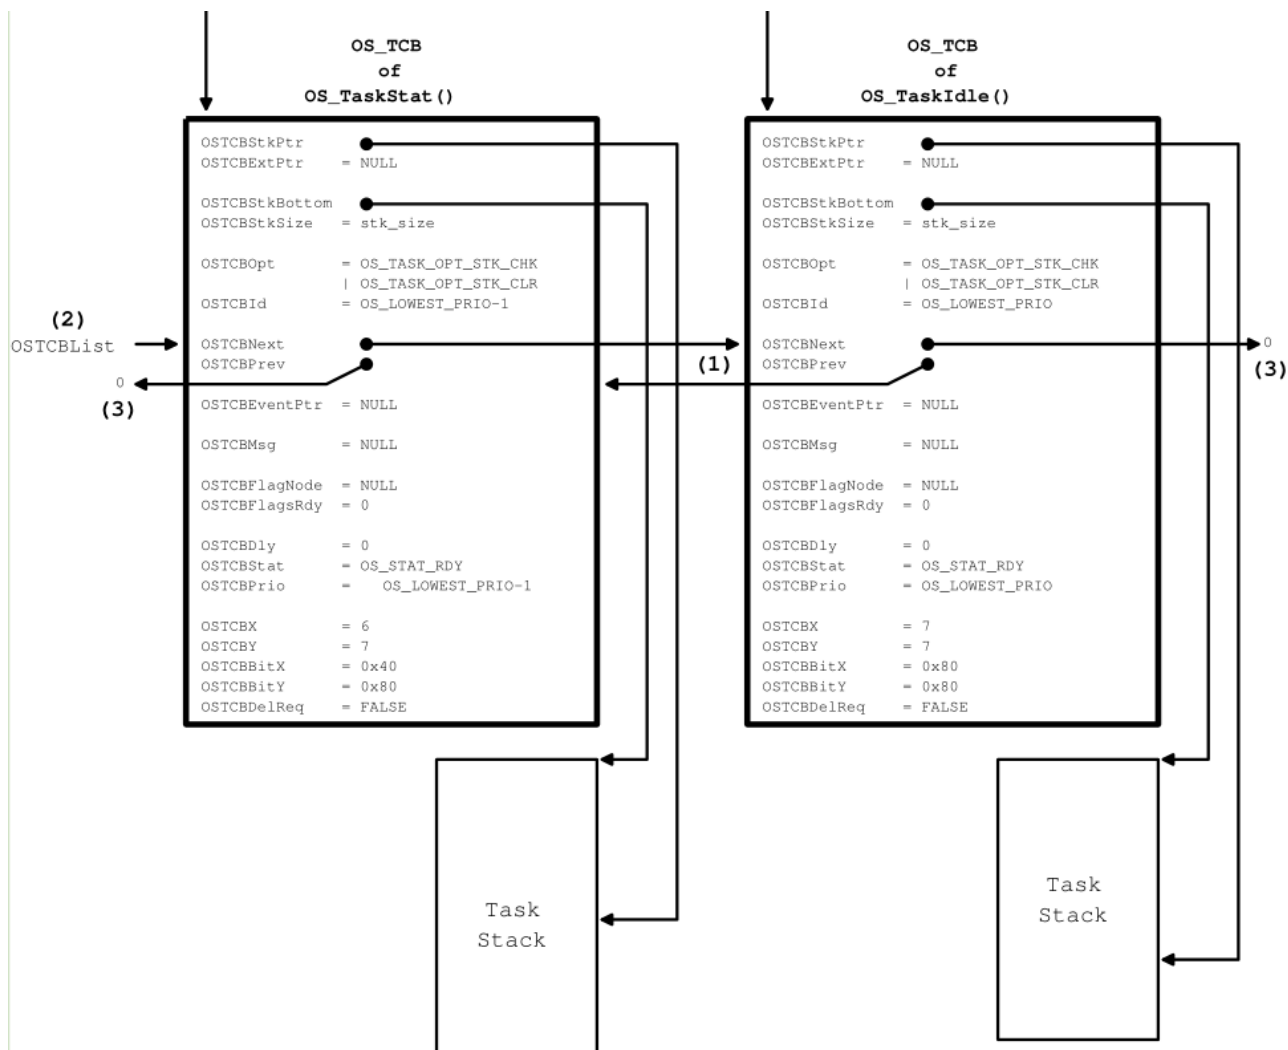 OS_TCB
of
OS_TaskStat()
OSTCBStkPtr
OSTCBExtPtr = NULL
OSTCBStkBottom
OSTCBStkSize = stk_size
OSTCBOpt = OS_TASK_OPT_STK_CHK
| OS_TASK_OPT_STK_CLR
OSTCBId = OS_LOWEST_PRIO-1
(2)
OSTCBList
OSTCBNext
OSTCBPrev
(1)
0
(3)
OSTCBEventPtr = NULL
OSTCBMsg = NULL
OSTCBFlagNode = NULL
OSTCBFlagsRdy = 0
OSTCBDly = 0
OSTCBStat = OS_STAT_RDY
OSTCBPrio = OS_LOWEST_PRIO-1
OSTCBX = 6
OSTCBY = 7
OSTCBBitX = 0x40
OSTCBBitY = 0x80
OSTCBDelReq = FALSE
Task
Stack
OS_TCB
of
OS_TaskIdle()
OSTCBStkPtr
OSTCBExtPtr = NULL
OSTCBStkBottom
OSTCBStkSize = stk_size
OSTCBOpt = OS_TASK_OPT_STK_CHK
| OS_TASK_OPT_STK_CLR
OSTCBId = OS_LOWEST_PRIO
OSTCBNext
OSTCBPrev
0
(3)
OSTCBEventPtr = NULL
OSTCBMsg = NULL
OSTCBFlagNode = NULL
OSTCBFlagsRdy = 0
OSTCBDly = 0
OSTCBStat = OS_STAT_RDY
OSTCBPrio = OS_LOWEST_PRIO
OSTCBX = 7
OSTCBY = 7
OSTCBBitX = 0x80
OSTCBBitY = 0x80
OSTCBDelReq = FALSE
Task
Stack